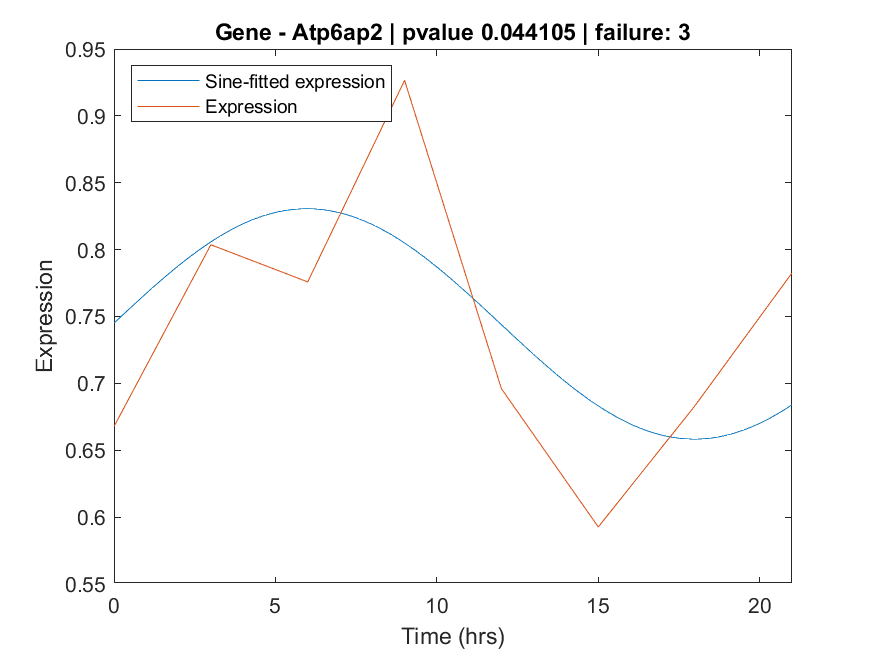 Gene - Atp6ap2 | pvalue 0.044105 | failure: 3
Sine-fitted expression
Expression
0.95
0.9
0.85
0.8
0.75
0.7
0.65
0.6
0.55
Expression
0 5 10 15 20
Time (hrs)